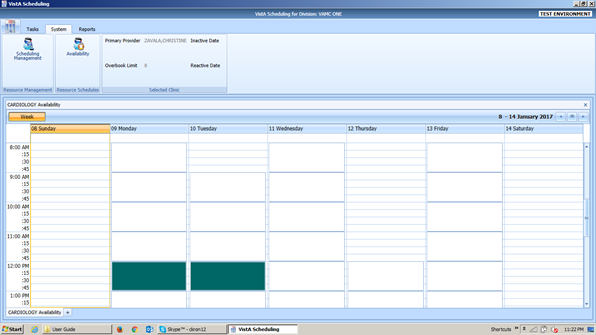 VistA Scheduling
VistA Scheduling for Division: VAMC ONE
TEST ENVIRONMENT
Tasks System Reports
Scheduling Management
Availability
Primary Provider ZAVALA,CHRISTINE Inactive Date
Overbook Limit 8 Reactive Date
Resource Management Resource Schedules Selected Clinic
CARDIOLOGY Availability
Week
8 - 14 January 2017
08 Sunday 09 Monday 10 Tuesday 11 Wednesday 12 Thursday 13 Friday 14 Saturday
8:00 AM
:15
:30
:45
9:00 AM
:15
:30
:45
10:00 AM
:15
:30
:45
11:00 AM
:15
:30
:45
12:00 PM
:15
:30
:45
1:00 PM
:15
CARDIOLOGY Availability
Start User Guide Skype™ - diron12 VistA Scheduling Shortcuts 11:22 PM